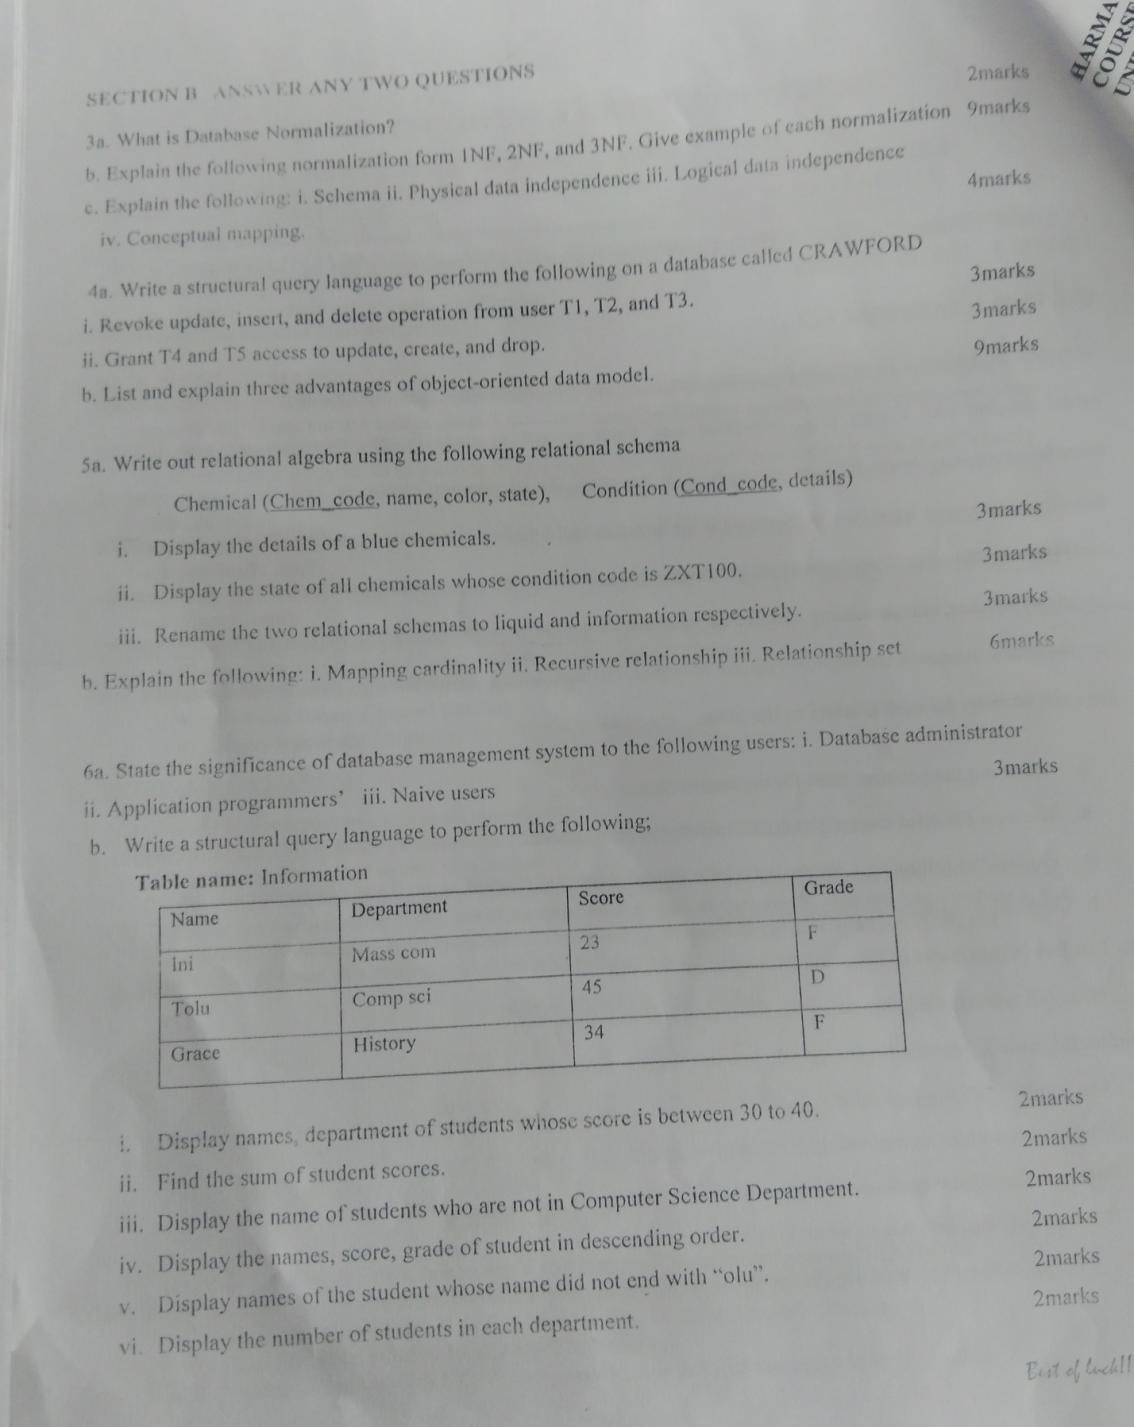 HARMA
COURSE
SECTION B ANSWER ANY TWO QUESTIONS
3a. What is Database Normalization? 2marks
b. Explain the following normalization form 1NF, 2NF, and 3NF. Give example of each normalization 9marks
c. Explain the following: i. Schema ii. Physical data independence iii. Logical data independence
iv. Conceptual mapping. 4marks
4a. Write a structural query language to perform the following on a database called CRAWFORD
i. Revoke update, insert, and delete operation from user T1, T2, and T3. 3marks
ii. Grant T4 and T5 access to update, create, and drop. 3marks
b. List and explain three advantages of object-oriented data model. 9marks
5a. Write out relational algebra using the following relational schema
Chemical (Chem_code, name, color, state), Condition (Cond_code, details)
i. Display the details of a blue chemicals. 3marks
ii. Display the state of all chemicals whose condition code is ZXT100. 3marks
iii. Rename the two relational schemas to liquid and information respectively. 3marks
b. Explain the following: i. Mapping cardinality ii. Recursive relationship iii. Relationship set 6marks
6a. State the significance of database management system to the following users: i. Database administrator
ii. Application programmers’ iii. Naive users 3marks
b. Write a structural query language to perform the following;
Table name: Information
Name Department Score Grade
Ini Mass com 23 F
Tolu Comp sci 45 D
Grace History 34 F
i. Display names, department of students whose score is between 30 to 40. 2marks
ii. Find the sum of student scores. 2marks
iii. Display the name of students who are not in Computer Science Department. 2marks
iv. Display the names, score, grade of student in descending order. 2marks
v. Display names of the student whose name did not end with “olu”. 2marks
vi. Display the number of students in each department. 2marks
Best of luck!!